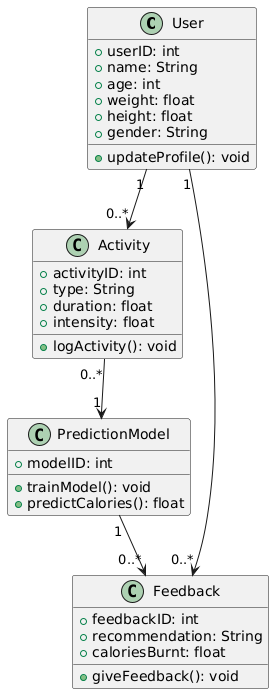 C User
userID: int
name: String
age: int
weight: float
height: float
gender: String
updateProfile(): void
1 1
0..*
C Activity
activityID: int
type: String
duration: float
intensity: float
logActivity(): void
0..*
1
C PredictionModel
modelID: int
trainModel(): void
predictCalories(): float
1
0..* 0..*
C Feedback
feedbackID: int
recommendation: String
caloriesBurnt: float
giveFeedback(): void